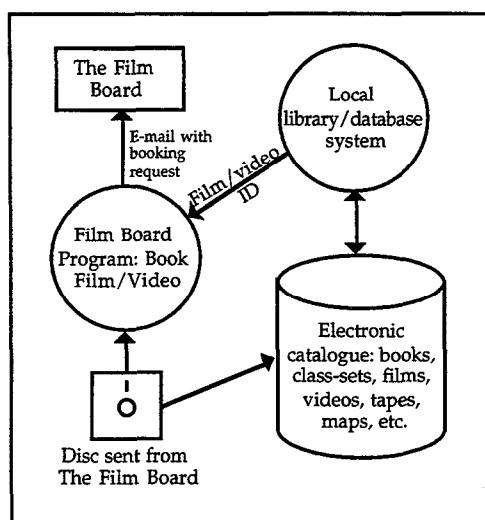 The Film
Board
Local
library/database
system
E-mail with
booking
request
Film/video
ID
Film Board
Program: Book
Film/Video
Electronic
catalogue: books,
class-sets, films,
videos, tapes,
maps, etc.
Disc sent from
The Film Board